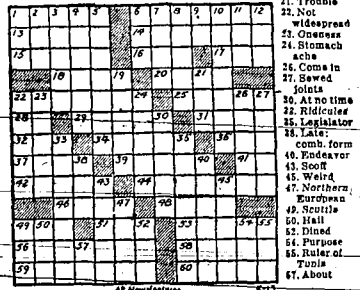 1 2 3 4 5 6 7 8 9 10 11 12
13 14
15 16 17
18 19 20 21
22 23 24 25 26 27
28 29 30 31
32 33 34 35 36
37 38 39 40 41
42 43 44 45
46 47 48
49 50 51 52 53 54 55
56 57 58
59 60
21. Trouble
22. Not
widespread
23. Oneness
24. Stomach
ache
26. Come in
27. Sewed
joints
30. At no time
32. Ridicules
35. Legislator
38. Late:
comb. form
40. Endeavor
43. Scoff
45. Weird
47. Northern
European
49. Scuttle
50. Hail
52. Dined
54. Purpose
55. Ruler of
Tunis
57. About
AP Newsfeatures